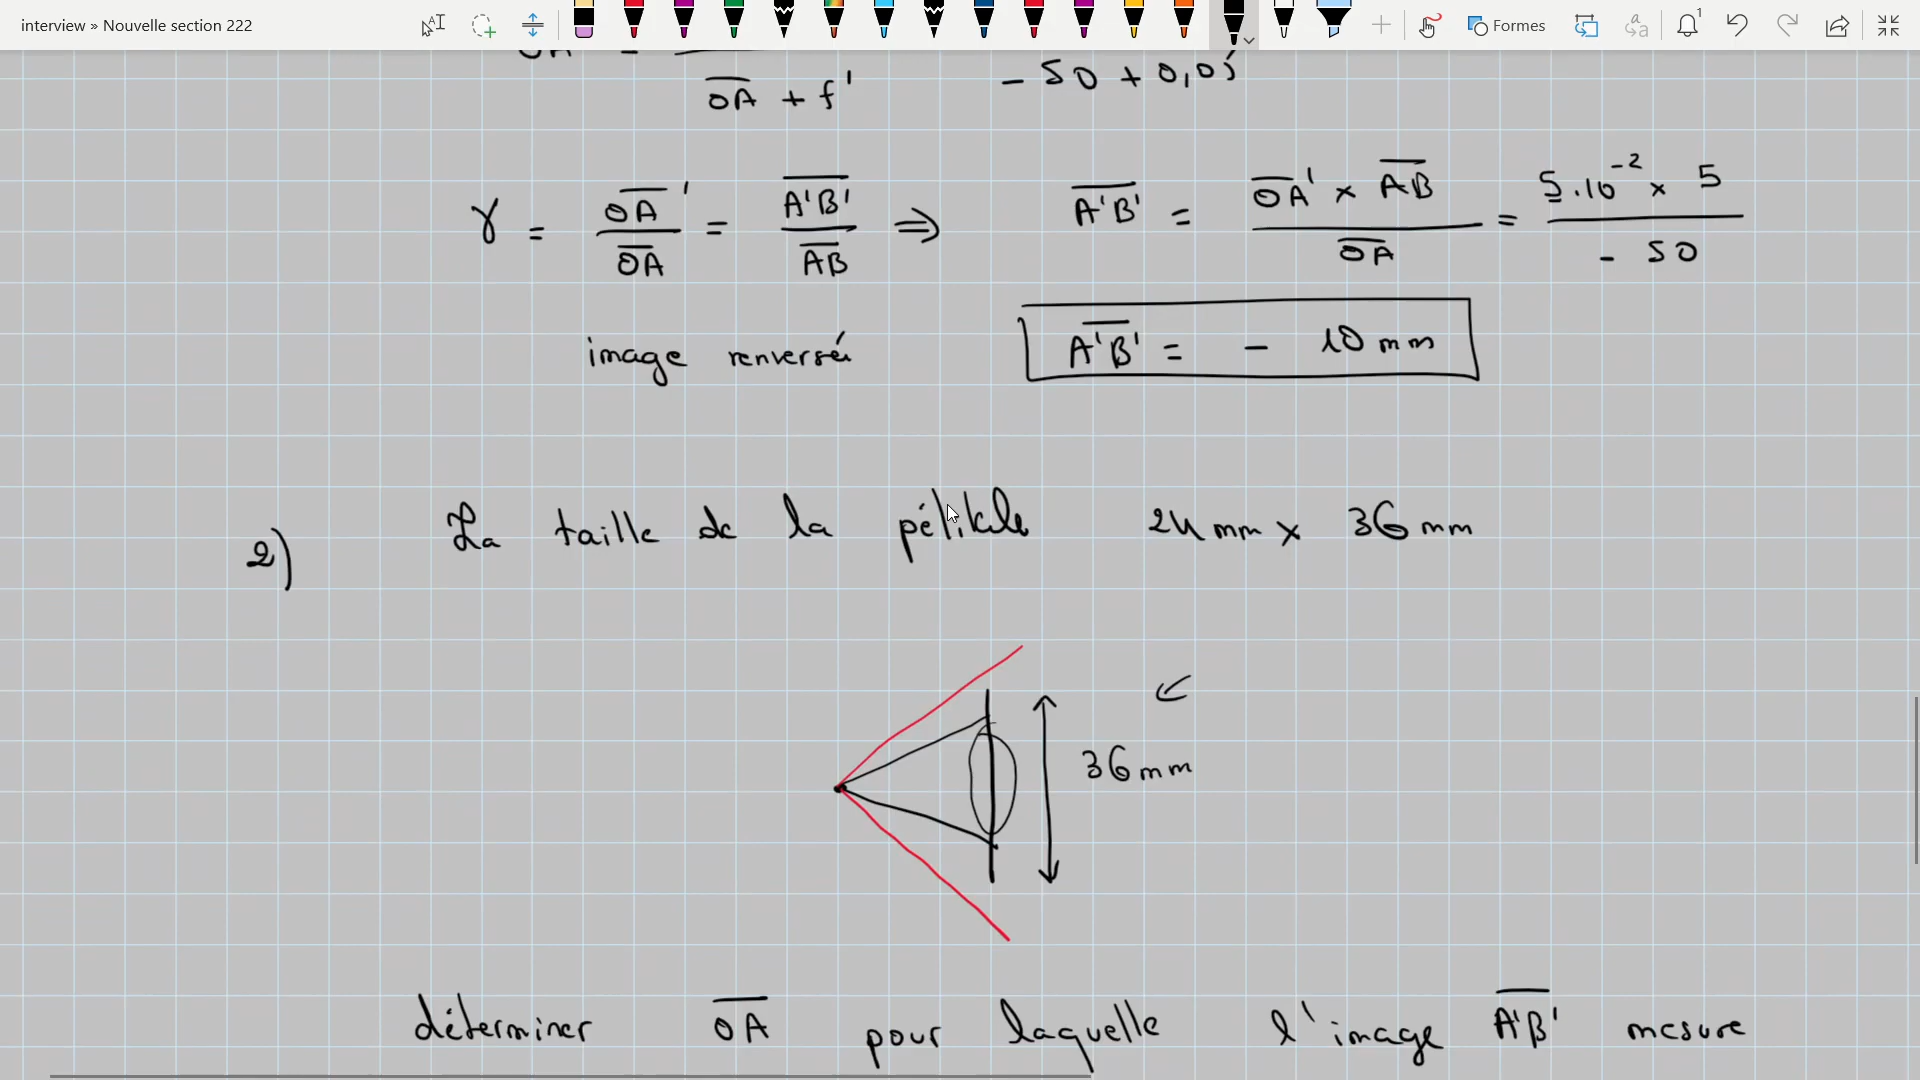 interview » Nouvelle section 222
Formes
OA =
OA + f'
- 50 + 0,05
γ = OA' / OA = A'B' / AB ⇒ A'B' = OA' x AB / OA = 5.10^-2 x 5 / - 50
image renversée
A'B' = - 10 mm
2) La taille de la pélicule 24 mm x 36 mm
36 mm
déterminer OA pour laquelle l'image A'B' mesure